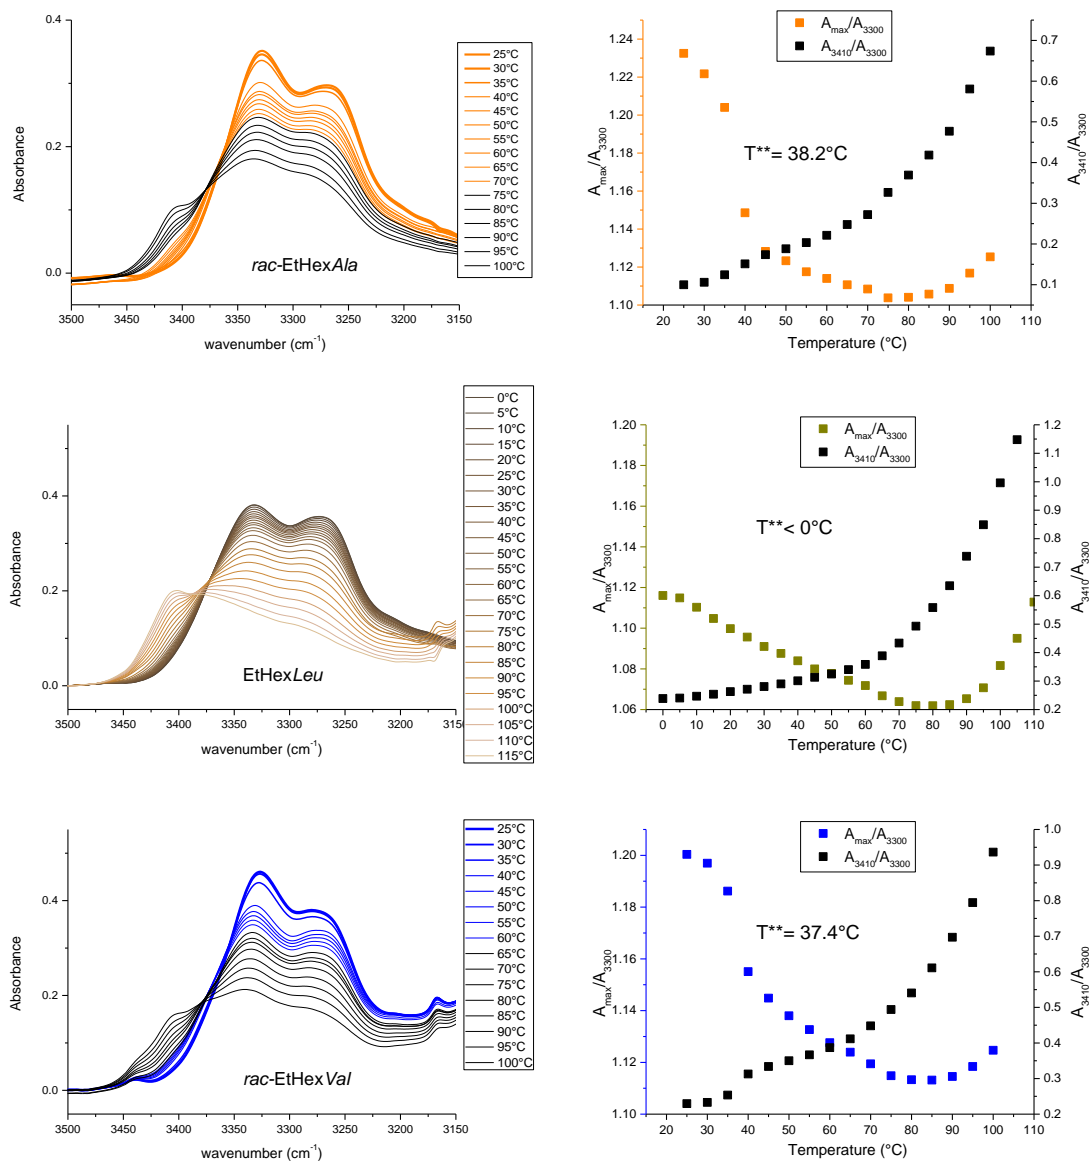 0.4
0.2
0.0
Absorbance
25°C
30°C
35°C
40°C
45°C
50°C
55°C
60°C
65°C
70°C
75°C
80°C
85°C
90°C
95°C
100°C
rac-EtHexAla
3500 3450 3400 3350 3300 3250 3200 3150
wavenumber (cm-1)
Amax/A3300
A3410/A3300
1.24
1.22
1.20
1.18
1.16
1.14
1.12
1.10
Amax/A3300
T**= 38.2°C
0.7
0.6
0.5
0.4
0.3
0.2
0.1
A3410/A3300
20 30 40 50 60 70 80 90 100 110
Temperature (°C)
0.4
0.2
0.0
Absorbance
0°C
5°C
10°C
15°C
20°C
25°C
30°C
35°C
40°C
45°C
50°C
55°C
60°C
65°C
70°C
75°C
80°C
85°C
90°C
95°C
100°C
105°C
110°C
115°C
EtHexLeu
3500 3450 3400 3350 3300 3250 3200 3150
wavenumber (cm-1)
Amax/A3300
A3410/A3300
1.20
1.18
1.16
1.14
1.12
1.10
1.08
1.06
Amax/A3300
T**< 0°C
1.2
1.1
1.0
0.9
0.8
0.7
0.6
0.5
0.4
0.3
0.2
A3410/A3300
0 10 20 30 40 50 60 70 80 90 100 110
Temperature (°C)
0.4
0.2
0.0
Absorbance
25°C
30°C
35°C
40°C
45°C
50°C
55°C
60°C
65°C
70°C
75°C
80°C
85°C
90°C
95°C
100°C
rac-EtHexVal
3500 3450 3400 3350 3300 3250 3200 3150
wavenumber (cm-1)
Amax/A3300
A3410/A3300
1.20
1.18
1.16
1.14
1.12
1.10
Amax/A3300
T**= 37.4°C
1.0
0.9
0.8
0.7
0.6
0.5
0.4
0.3
0.2
A3410/A3300
20 30 40 50 60 70 80 90 100 110
Temperature (°C)